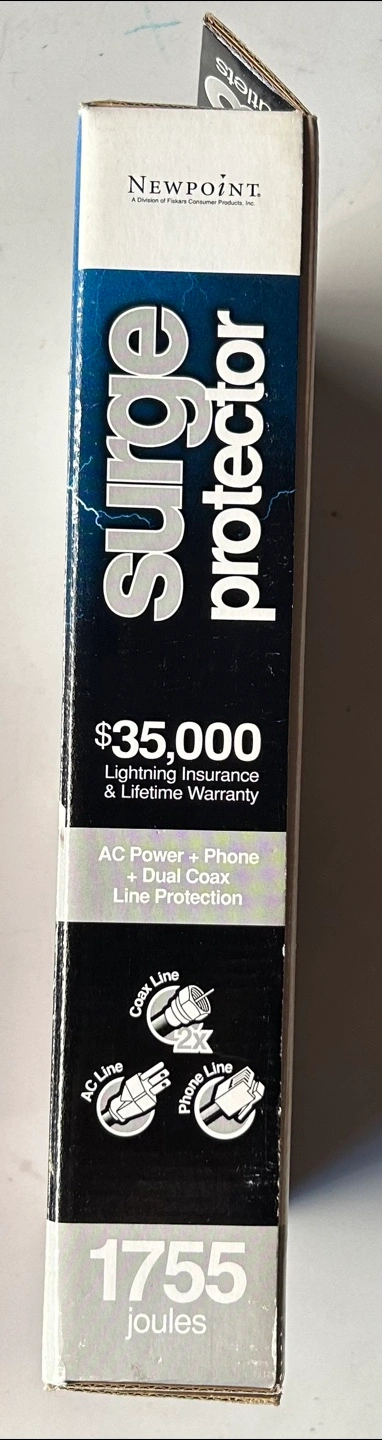 outlets
NEWPOINT®
A Division of Fiskars Consumer Products, Inc.
surge
protector
$35,000
Lightning Insurance
& Lifetime Warranty
AC Power + Phone
+ Dual Coax
Line Protection
Coax Line
2x
AC Line
Phone Line
1755
joules